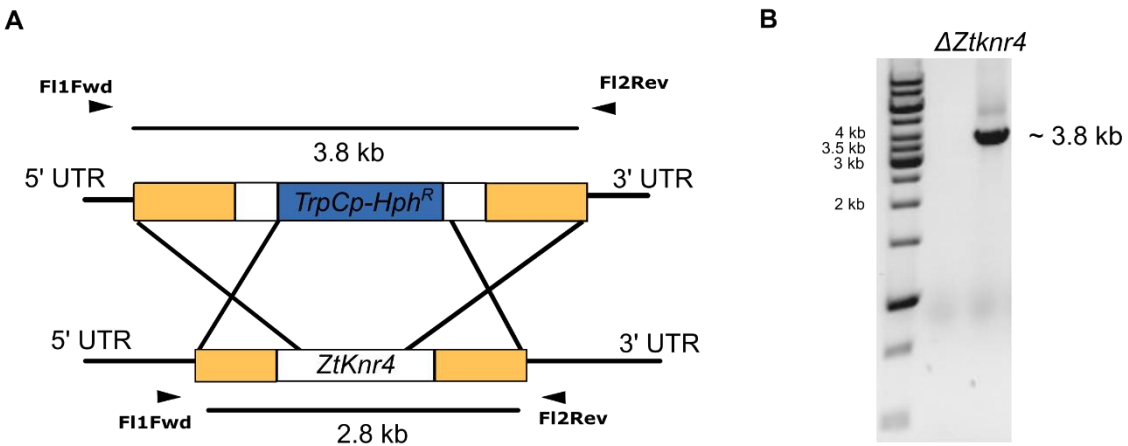 A
Fl1Fwd
Fl2Rev
3.8 kb
5' UTR
3' UTR
TrpCp-Hph^R
5' UTR
3' UTR
ZtKnr4
Fl1Fwd
Fl2Rev
2.8 kb
B
ΔZtknr4
4 kb
3.5 kb
3 kb
2 kb
~ 3.8 kb